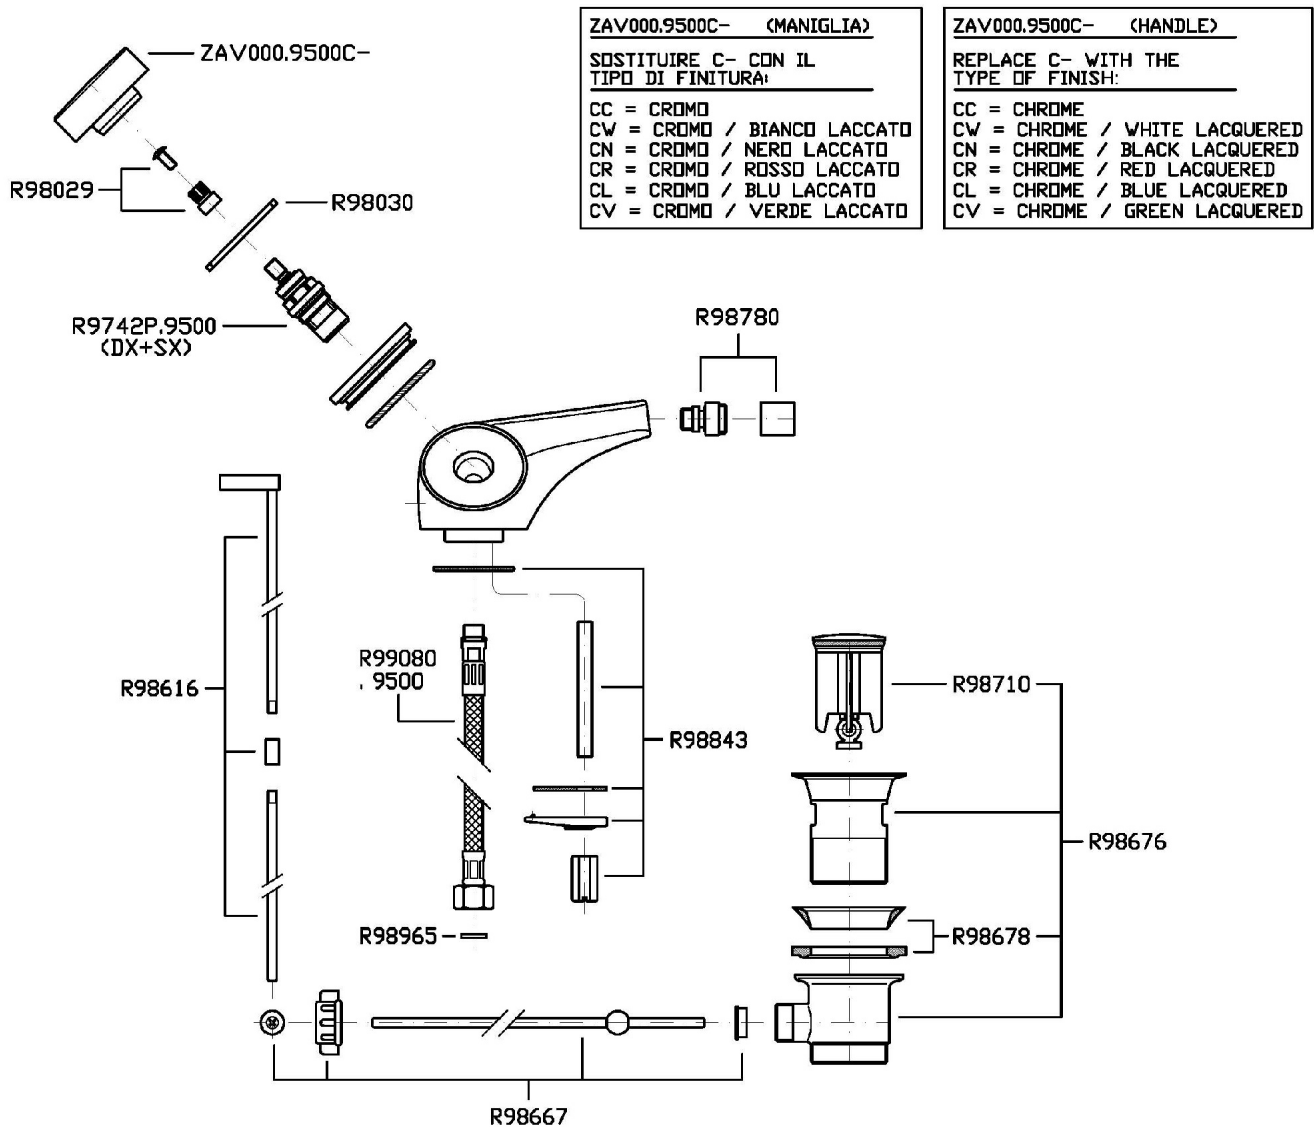 ZAV000.9500C-
R98029
R98030
R9742P.9500
(DX+SX)
ZAV000.9500C- (MANIGLIA)
SOSTITUIRE C- CON IL
TIPO DI FINITURA:
CC = CROMO
CW = CROMO / BIANCO LACCATO
CN = CROMO / NERO LACCATO
CR = CROMO / ROSSO LACCATO
CL = CROMO / BLU LACCATO
CV = CROMO / VERDE LACCATO
ZAV000.9500C- (HANDLE)
REPLACE C- WITH THE
TYPE OF FINISH:
CC = CHROME
CW = CHROME / WHITE LACQUERED
CN = CHROME / BLACK LACQUERED
CR = CHROME / RED LACQUERED
CL = CHROME / BLUE LACQUERED
CV = CHROME / GREEN LACQUERED
R98780
R98616
R99080
.9500
R98843
R98710
R98676
R98965
R98678
R98667